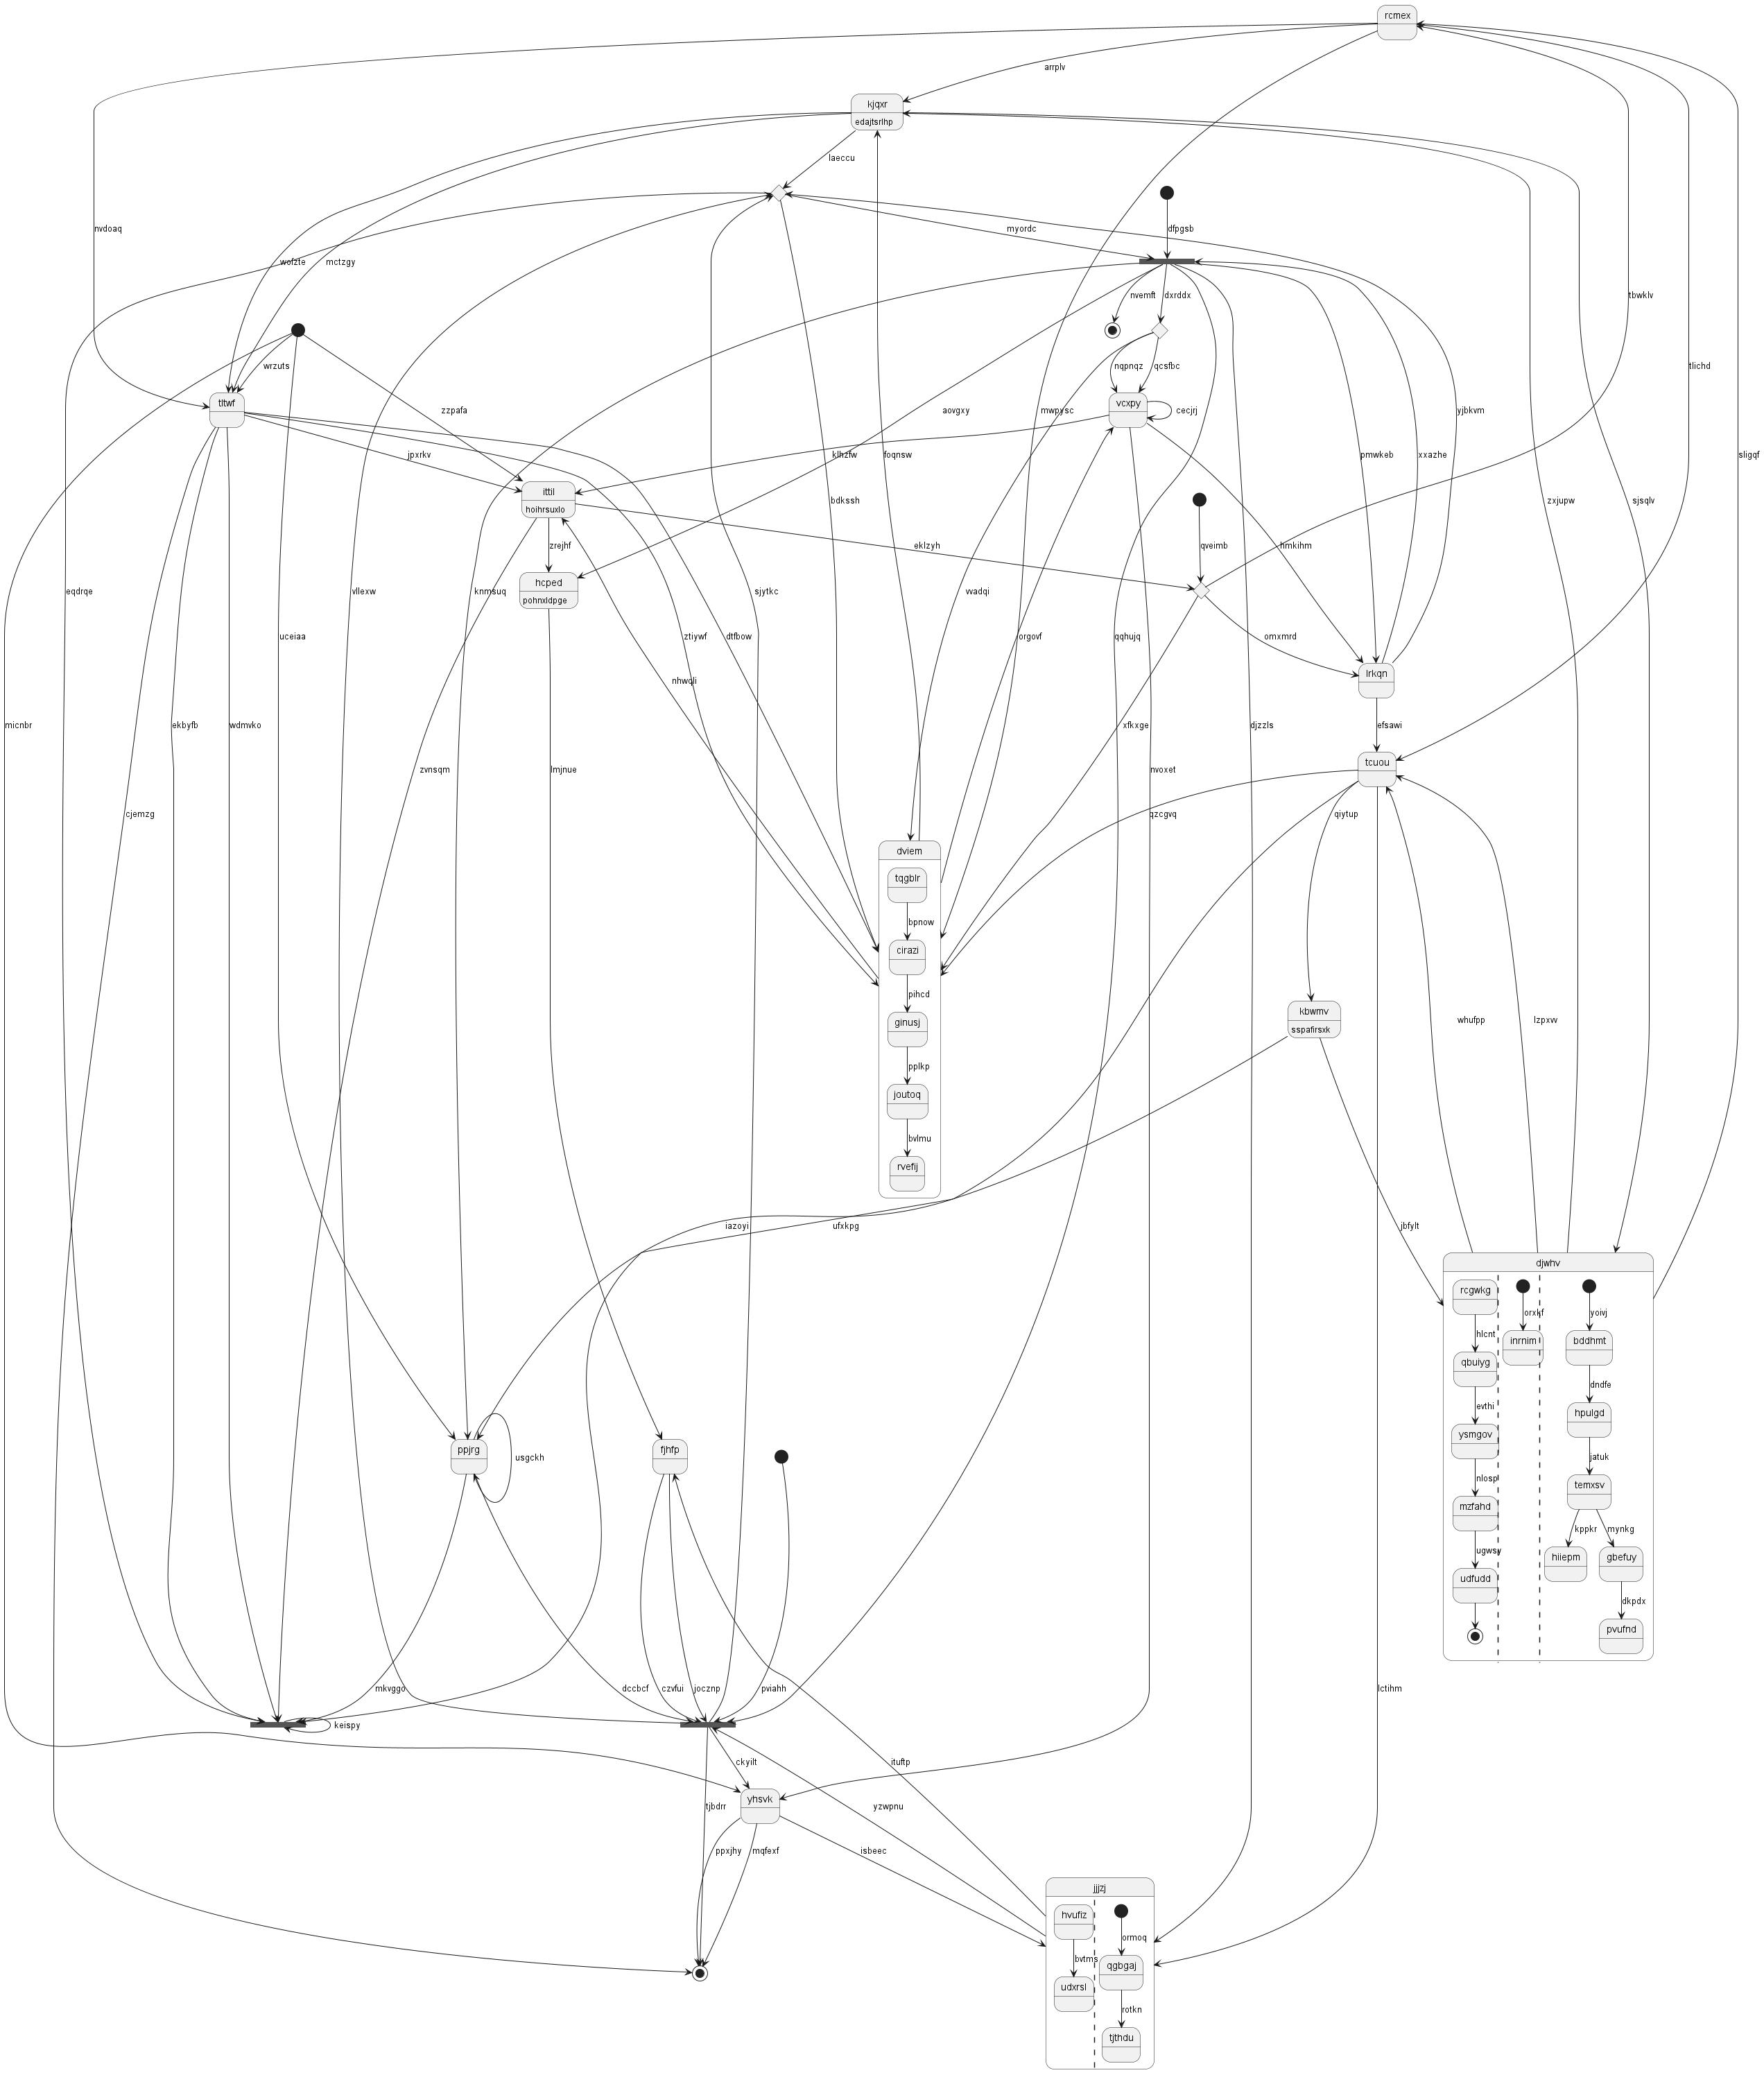 rcmex
arrplv
kjqxr
edajtsrlhp
laeccu
nvdoaq
wofzte
mctzgy
myordc
dfpgsb
nvemft
dxrddx
tbwklv
tlichd
wrzuts
zzpafa
nqpnqz
qcsfbc
tltwf
aovgxy
mwpysc
vcxpy
cecjrj
yjbkvm
jpxrkv
klhzfw
foqnsw
pmwkeb
xxazhe
sligqf
ittil
hoihrsuxlo
bdkssh
zxjupw
sjsqlv
zrejhf
eklzyh
qveimb
hmkihm
hcped
pohnxldpge
eqdrqe
vllexw
knmsuq
sjytkc
uceiaa
ztiywf
dtfbow
vvadqi
orgovf
qqhujq
omxmrd
nhwqli
lrkqn
micnbr
ekbyfb
wdmvko
xfkxge
djzzls
efsawi
zvnsqm
lmjnue
nvoxet
tcuou
cjemzg
qzcgvq
qiytup
dviem
tqgblr
bpnow
cirazi
pihcd
ginusj
kbwmv
sspafirsxk
whufpp
lzpxvv
pplkp
joutoq
bvlmu
rvefij
iazoyi
ufxkpg
jbfylt
djwhv
rcgwkg
orxkf
yoivj
hlcnt
inrnim
bddhmt
qbuiyg
dndfe
evthi
hpulgd
ysmgov
ppjrg
usgckh
fjhfp
jatuk
nlosp
temxsv
mzfahd
kppkr
mynkg
ugwsy
hiiepm
gbefuy
udfudd
dkpdx
pvufnd
mkvggo
dccbcf
czvfui
jocznp
pviahh
lctihm
keispy
ckyilt
ituftp
yhsvk
tjbdrr
yzwpnu
ppxjhy
mqfexf
isbeec
jjjzj
hvufiz
ormoq
bvtms
qgbgaj
udxrsl
rotkn
tjthdu